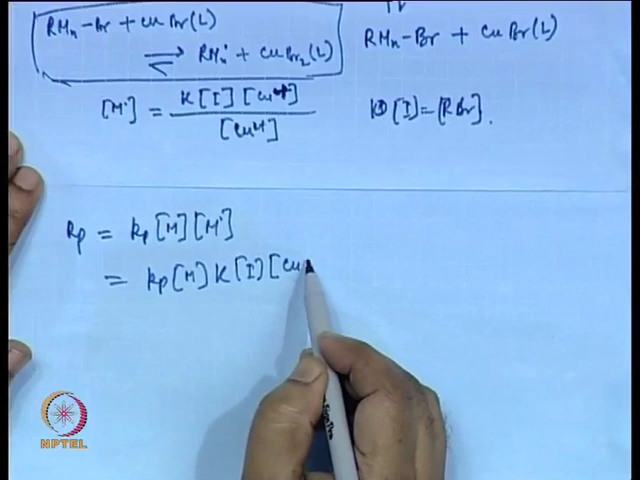 RMn-Br + CuBr(L)
⇌ RMn· + CuBr2(L)
RMn-Br + CuBr(L)
[M·] = K[I][Cu+] / [Cu2+]
[I] = [RBr].
Rp = kp[M][M·]
= kp[M]K[I][Cu
NPTEL